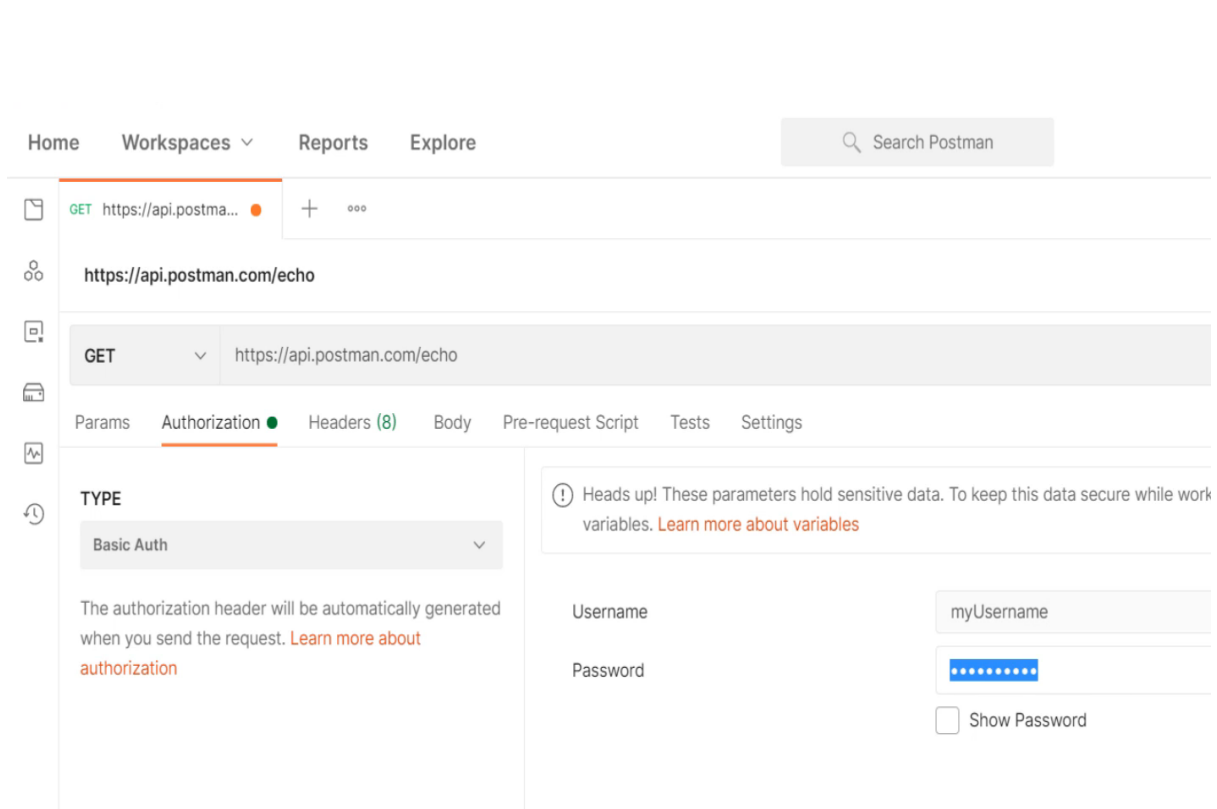 Home Workspaces Reports Explore Search Postman
GET https://api.postma...
https://api.postman.com/echo
GET https://api.postman.com/echo
Params Authorization Headers (8) Body Pre-request Script Tests Settings
TYPE
Basic Auth
The authorization header will be automatically generated
when you send the request. Learn more about
authorization
Heads up! These parameters hold sensitive data. To keep this data secure while work
variables. Learn more about variables
Username myUsername
Password ••••••••••
Show Password